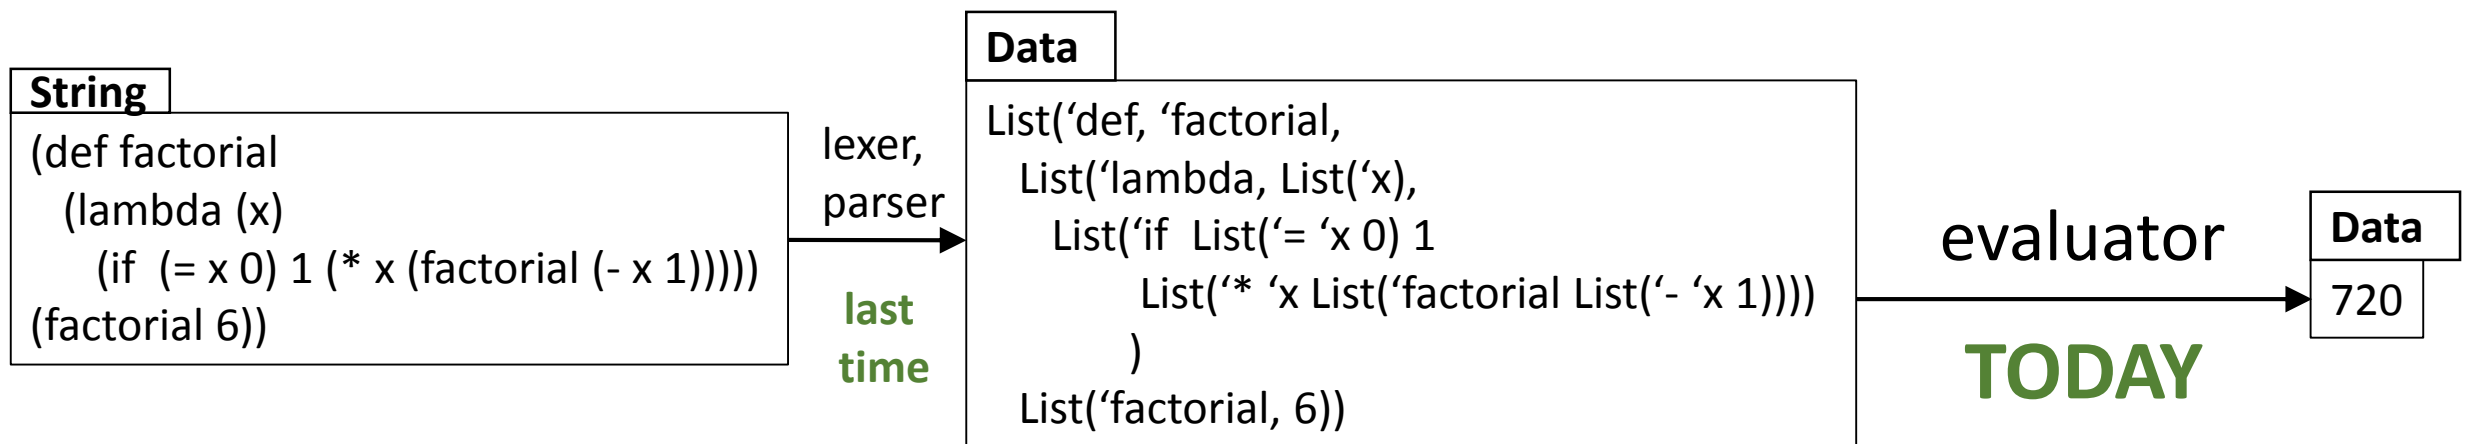 String
(def factorial
(lambda (x)
(if (= x 0) 1 (* x (factorial (- x 1)))))
(factorial 6))
lexer,
parser
last
time
Data
List(‘def, ‘factorial,
List(‘lambda, List(‘x),
List(‘if List(‘= ‘x 0) 1
List(‘* ‘x List(‘factorial List(‘- ‘x 1))))
)
List(‘factorial, 6))
evaluator
TODAY
Data
720